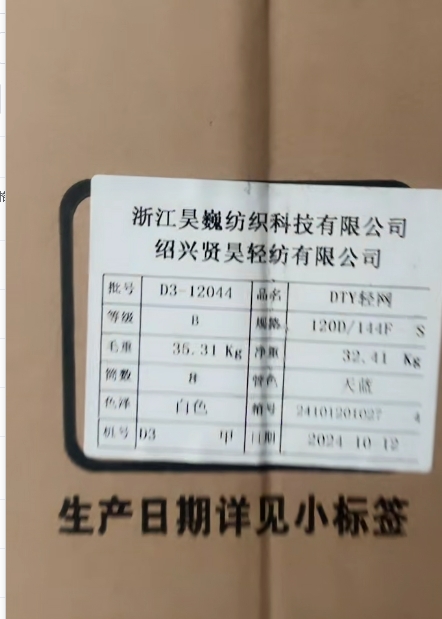 浙江昊巍纺织科技有限公司
绍兴贤昊轻纺有限公司
批号 D3-12044 品名 DTY轻网
等级 B 规格 120D/144F S
毛重 35.31 Kg 净重 32.41 Kg
筒数 8 管色 天蓝
色泽 白色 箱号 24101201027 4
机号 D3 甲 日期 2024-10-12
生产日期详见小标签